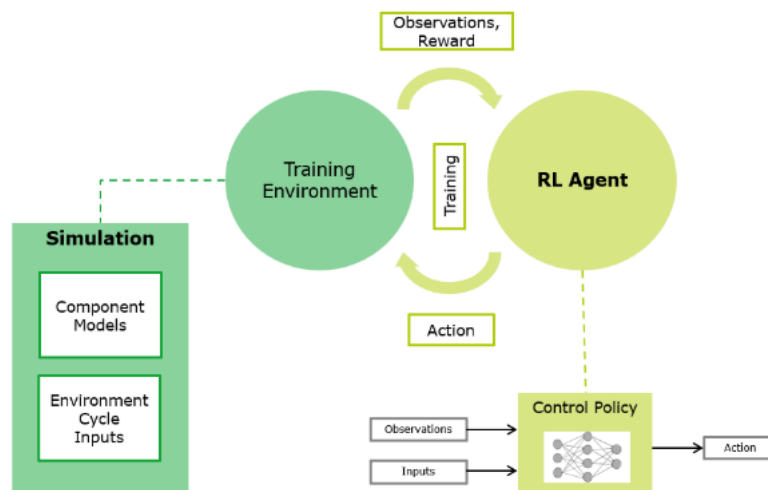 Observations,
Reward
Training
Environment
Training
RL Agent
Simulation
Component
Models
Action
Environment
Cycle
Inputs
Control Policy
Observations
Inputs
Action